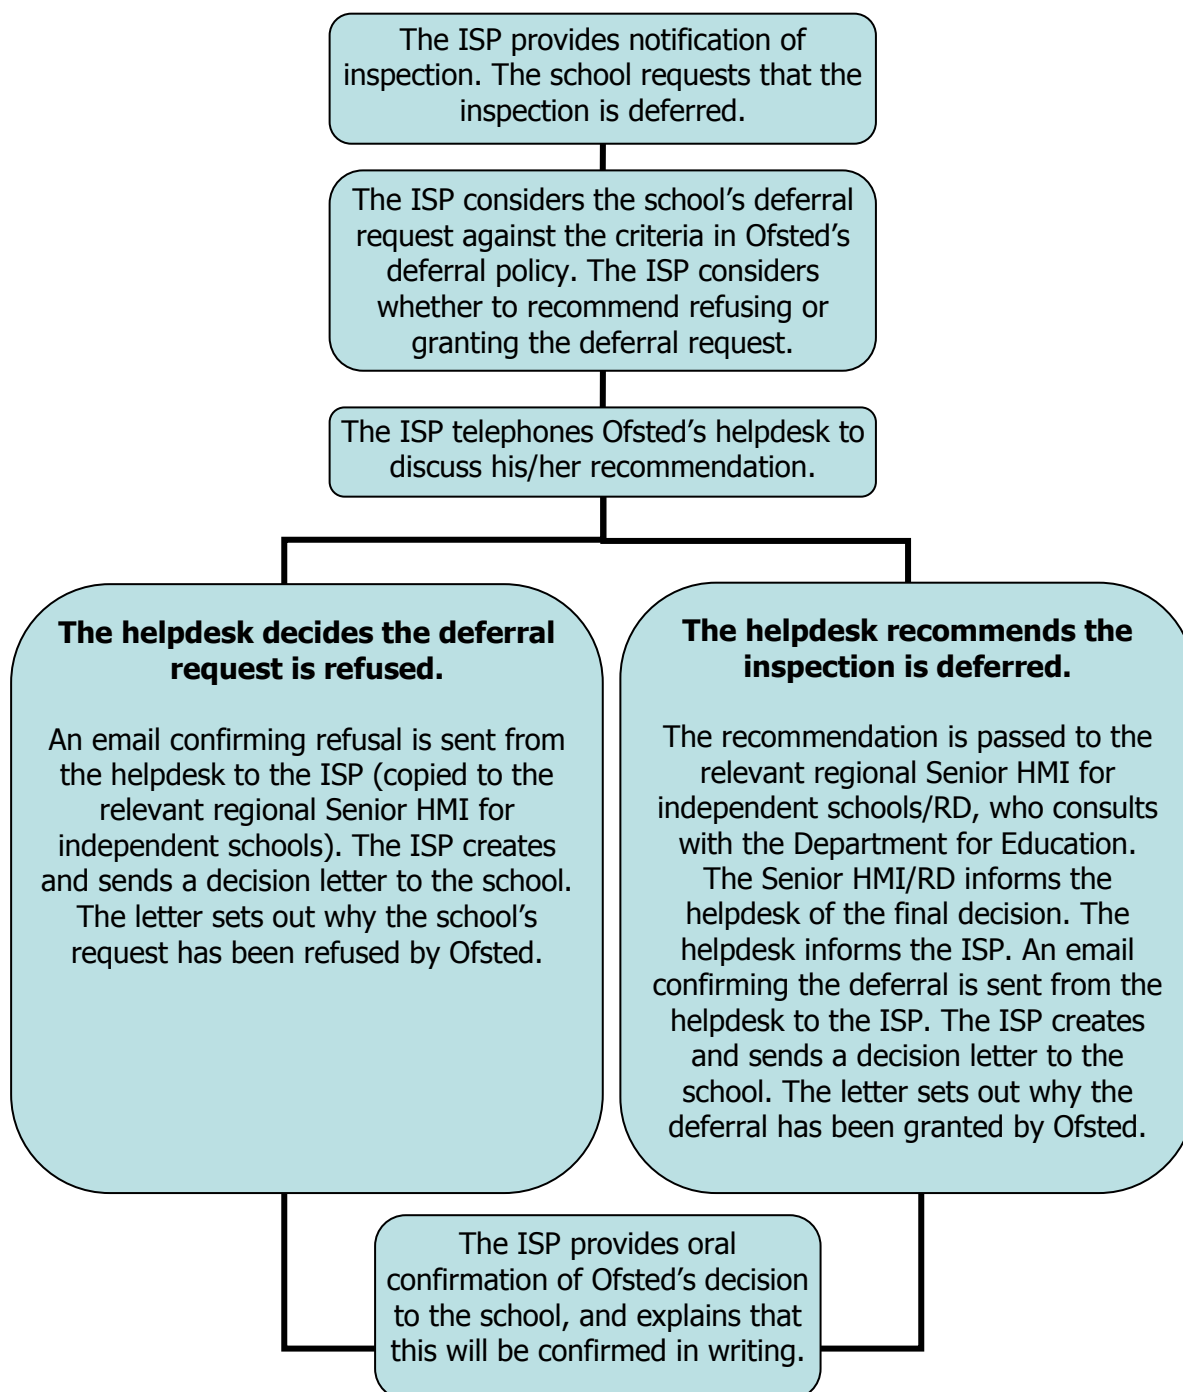 The ISP provides notification of
inspection. The school requests that the
inspection is deferred.
The ISP considers the school’s deferral
request against the criteria in Ofsted’s
deferral policy. The ISP considers
whether to recommend refusing or
granting the deferral request.
The ISP telephones Ofsted’s helpdesk to
discuss his/her recommendation.
The helpdesk decides the deferral
request is refused.
An email confirming refusal is sent from
the helpdesk to the ISP (copied to the
relevant regional Senior HMI for
independent schools). The ISP creates
and sends a decision letter to the school.
The letter sets out why the school’s
request has been refused by Ofsted.
The helpdesk recommends the
inspection is deferred.
The recommendation is passed to the
relevant regional Senior HMI for
independent schools/RD, who consults
with the Department for Education.
The Senior HMI/RD informs the
helpdesk of the final decision. The
helpdesk informs the ISP. An email
confirming the deferral is sent from the
helpdesk to the ISP. The ISP creates
and sends a decision letter to the
school. The letter sets out why the
deferral has been granted by Ofsted.
The ISP provides oral
confirmation of Ofsted’s decision
to the school, and explains that
this will be confirmed in writing.